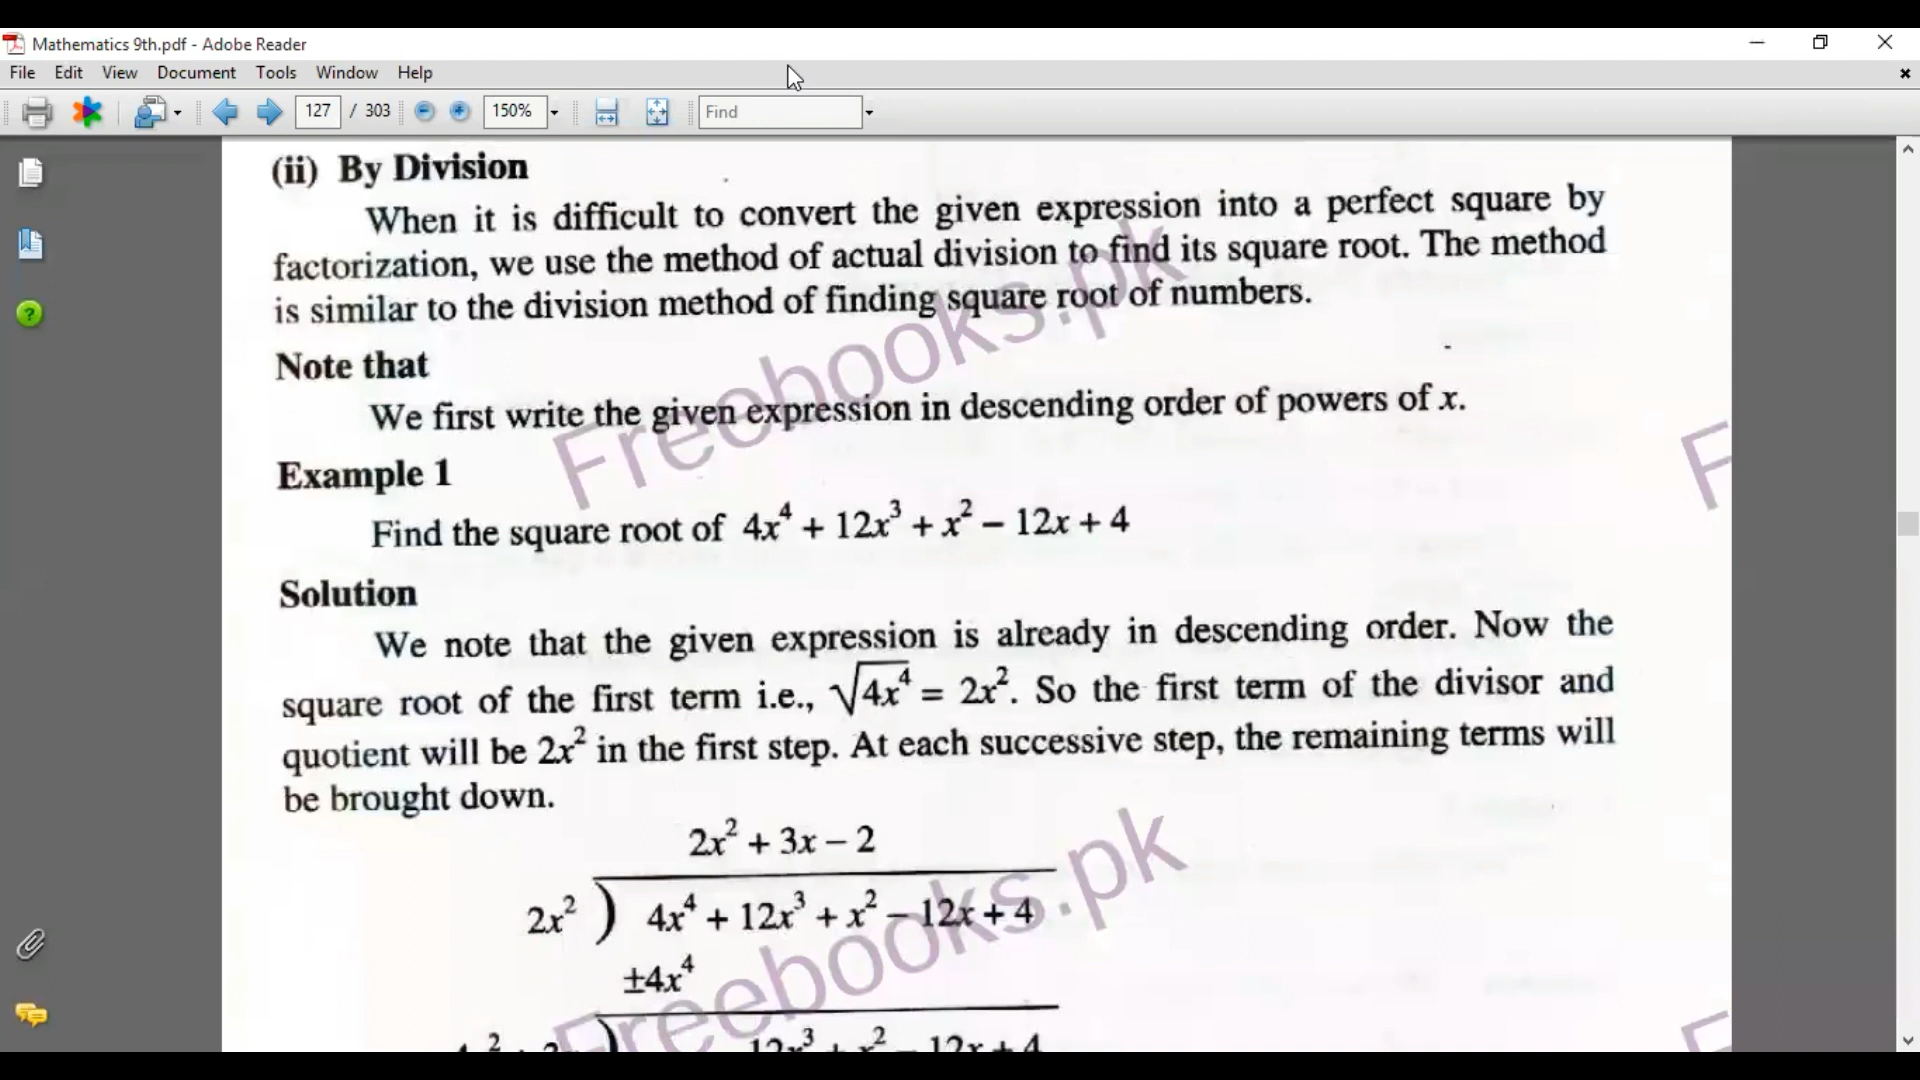 Mathematics 9th.pdf - Adobe Reader
File Edit View Document Tools Window Help
127 / 303 150% Find
(ii) By Division
When it is difficult to convert the given expression into a perfect square by
factorization, we use the method of actual division to find its square root. The method
is similar to the division method of finding square root of numbers.
Note that
We first write the given expression in descending order of powers of x.
Example 1
Find the square root of 4x⁴ + 12x³ + x² − 12x + 4
Solution
We note that the given expression is already in descending order. Now the
square root of the first term i.e., √4x⁴ = 2x². So the first term of the divisor and
quotient will be 2x² in the first step. At each successive step, the remaining terms will
be brought down.
2x² + 3x − 2
2x² ) 4x⁴ + 12x³ + x² − 12x + 4
±4x⁴
12x³ + x² − 12x + 4
Freebooks.pk
Freebooks.pk